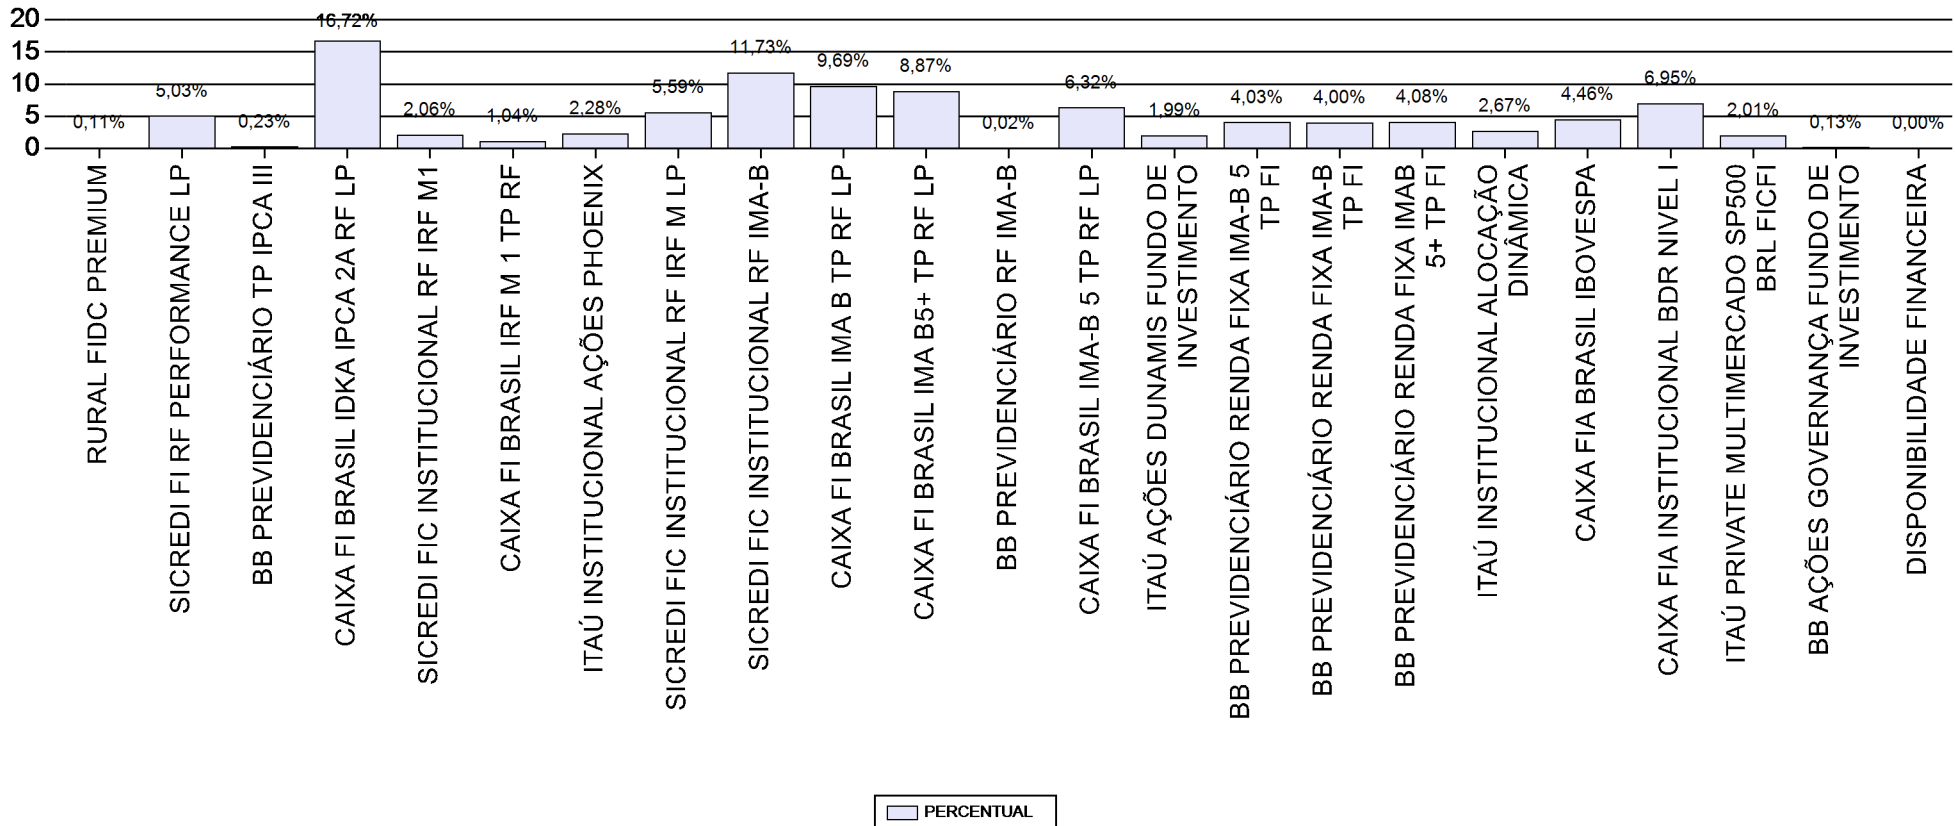 20
15
10
5
0
0,11%
5,03%
0,23%
16,72%
2,06%
1,04%
2,28%
5,59%
11,73%
9,69%
8,87%
0,02%
6,32%
1,99%
4,03%
4,00%
4,08%
2,67%
4,46%
6,95%
2,01%
0,13%
0,00%
RURAL FIDC PREMIUM
SICREDI FI RF PERFORMANCE LP
BB PREVIDENCIÁRIO TP IPCA III
CAIXA FI BRASIL IDKA IPCA 2A RF LP
SICREDI FIC INSTITUCIONAL RF IRF M1
CAIXA FI BRASIL IRF M 1 TP RF
ITAÚ INSTITUCIONAL AÇÕES PHOENIX
SICREDI FIC INSTITUCIONAL RF IRF M LP
SICREDI FIC INSTITUCIONAL RF IMA-B
CAIXA FI BRASIL IMA B TP RF LP
CAIXA FI BRASIL IMA B5+ TP RF LP
BB PREVIDENCIÁRIO RF IMA-B
CAIXA FI BRASIL IMA-B 5 TP RF LP
ITAÚ AÇÕES DUNAMIS FUNDO DE
INVESTIMENTO
BB PREVIDENCIÁRIO RENDA FIXA IMA-B 5
TP FI
BB PREVIDENCIÁRIO RENDA FIXA IMA-B
TP FI
BB PREVIDENCIÁRIO RENDA FIXA IMAB
5+ TP FI
ITAÚ INSTITUCIONAL ALOCAÇÃO
DINÂMICA
CAIXA FIA BRASIL IBOVESPA
CAIXA FIA INSTITUCIONAL BDR NIVEL I
ITAÚ PRIVATE MULTIMERCADO SP500
BRL FICFI
BB AÇÕES GOVERNANÇA FUNDO DE
INVESTIMENTO
DISPONIBILIDADE FINANCEIRA
PERCENTUAL